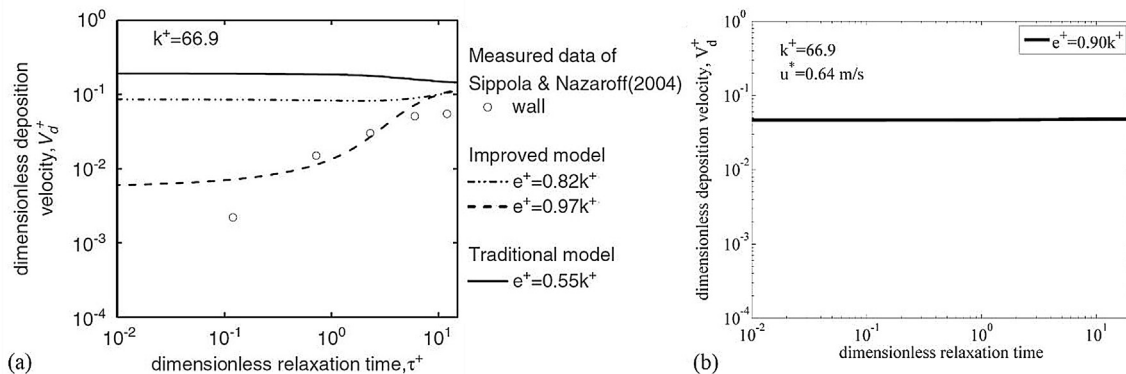 k⁺=66.9
10⁰
10⁻¹
10⁻²
10⁻³
10⁻⁴
dimensionless deposition
velocity, V_d⁺
10⁻²
10⁻¹
10⁰
10¹
dimensionless relaxation time,τ⁺
(a)
Measured data of
Sippola & Nazaroff(2004)
wall
Improved model
e⁺=0.82k⁺
e⁺=0.97k⁺
Traditional model
e⁺=0.55k⁺
e⁺=0.90k⁺
k⁺=66.9
u*=0.64 m/s
10⁰
10⁻¹
10⁻²
10⁻³
10⁻⁴
dimensionless deposition velocity, V_d⁺
10⁻²
10⁻¹
10⁰
10¹
dimensionless relaxation time
(b)